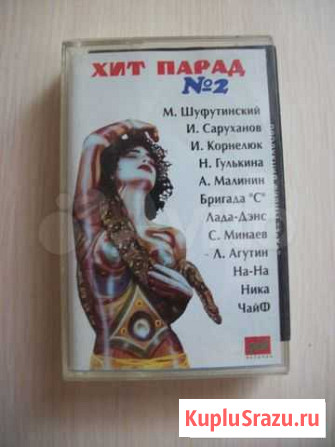 ХИТ ПАРАД
№2
М. Шуфутинский
И. Саруханов
И. Корнелюк
Н. Гулькина
А. Малинин
Бригада "С"
Лада-Дэнс
С. Минаев
Л. Агутин
На-На
Ника
ЧайФ
KupluSrazu.ru